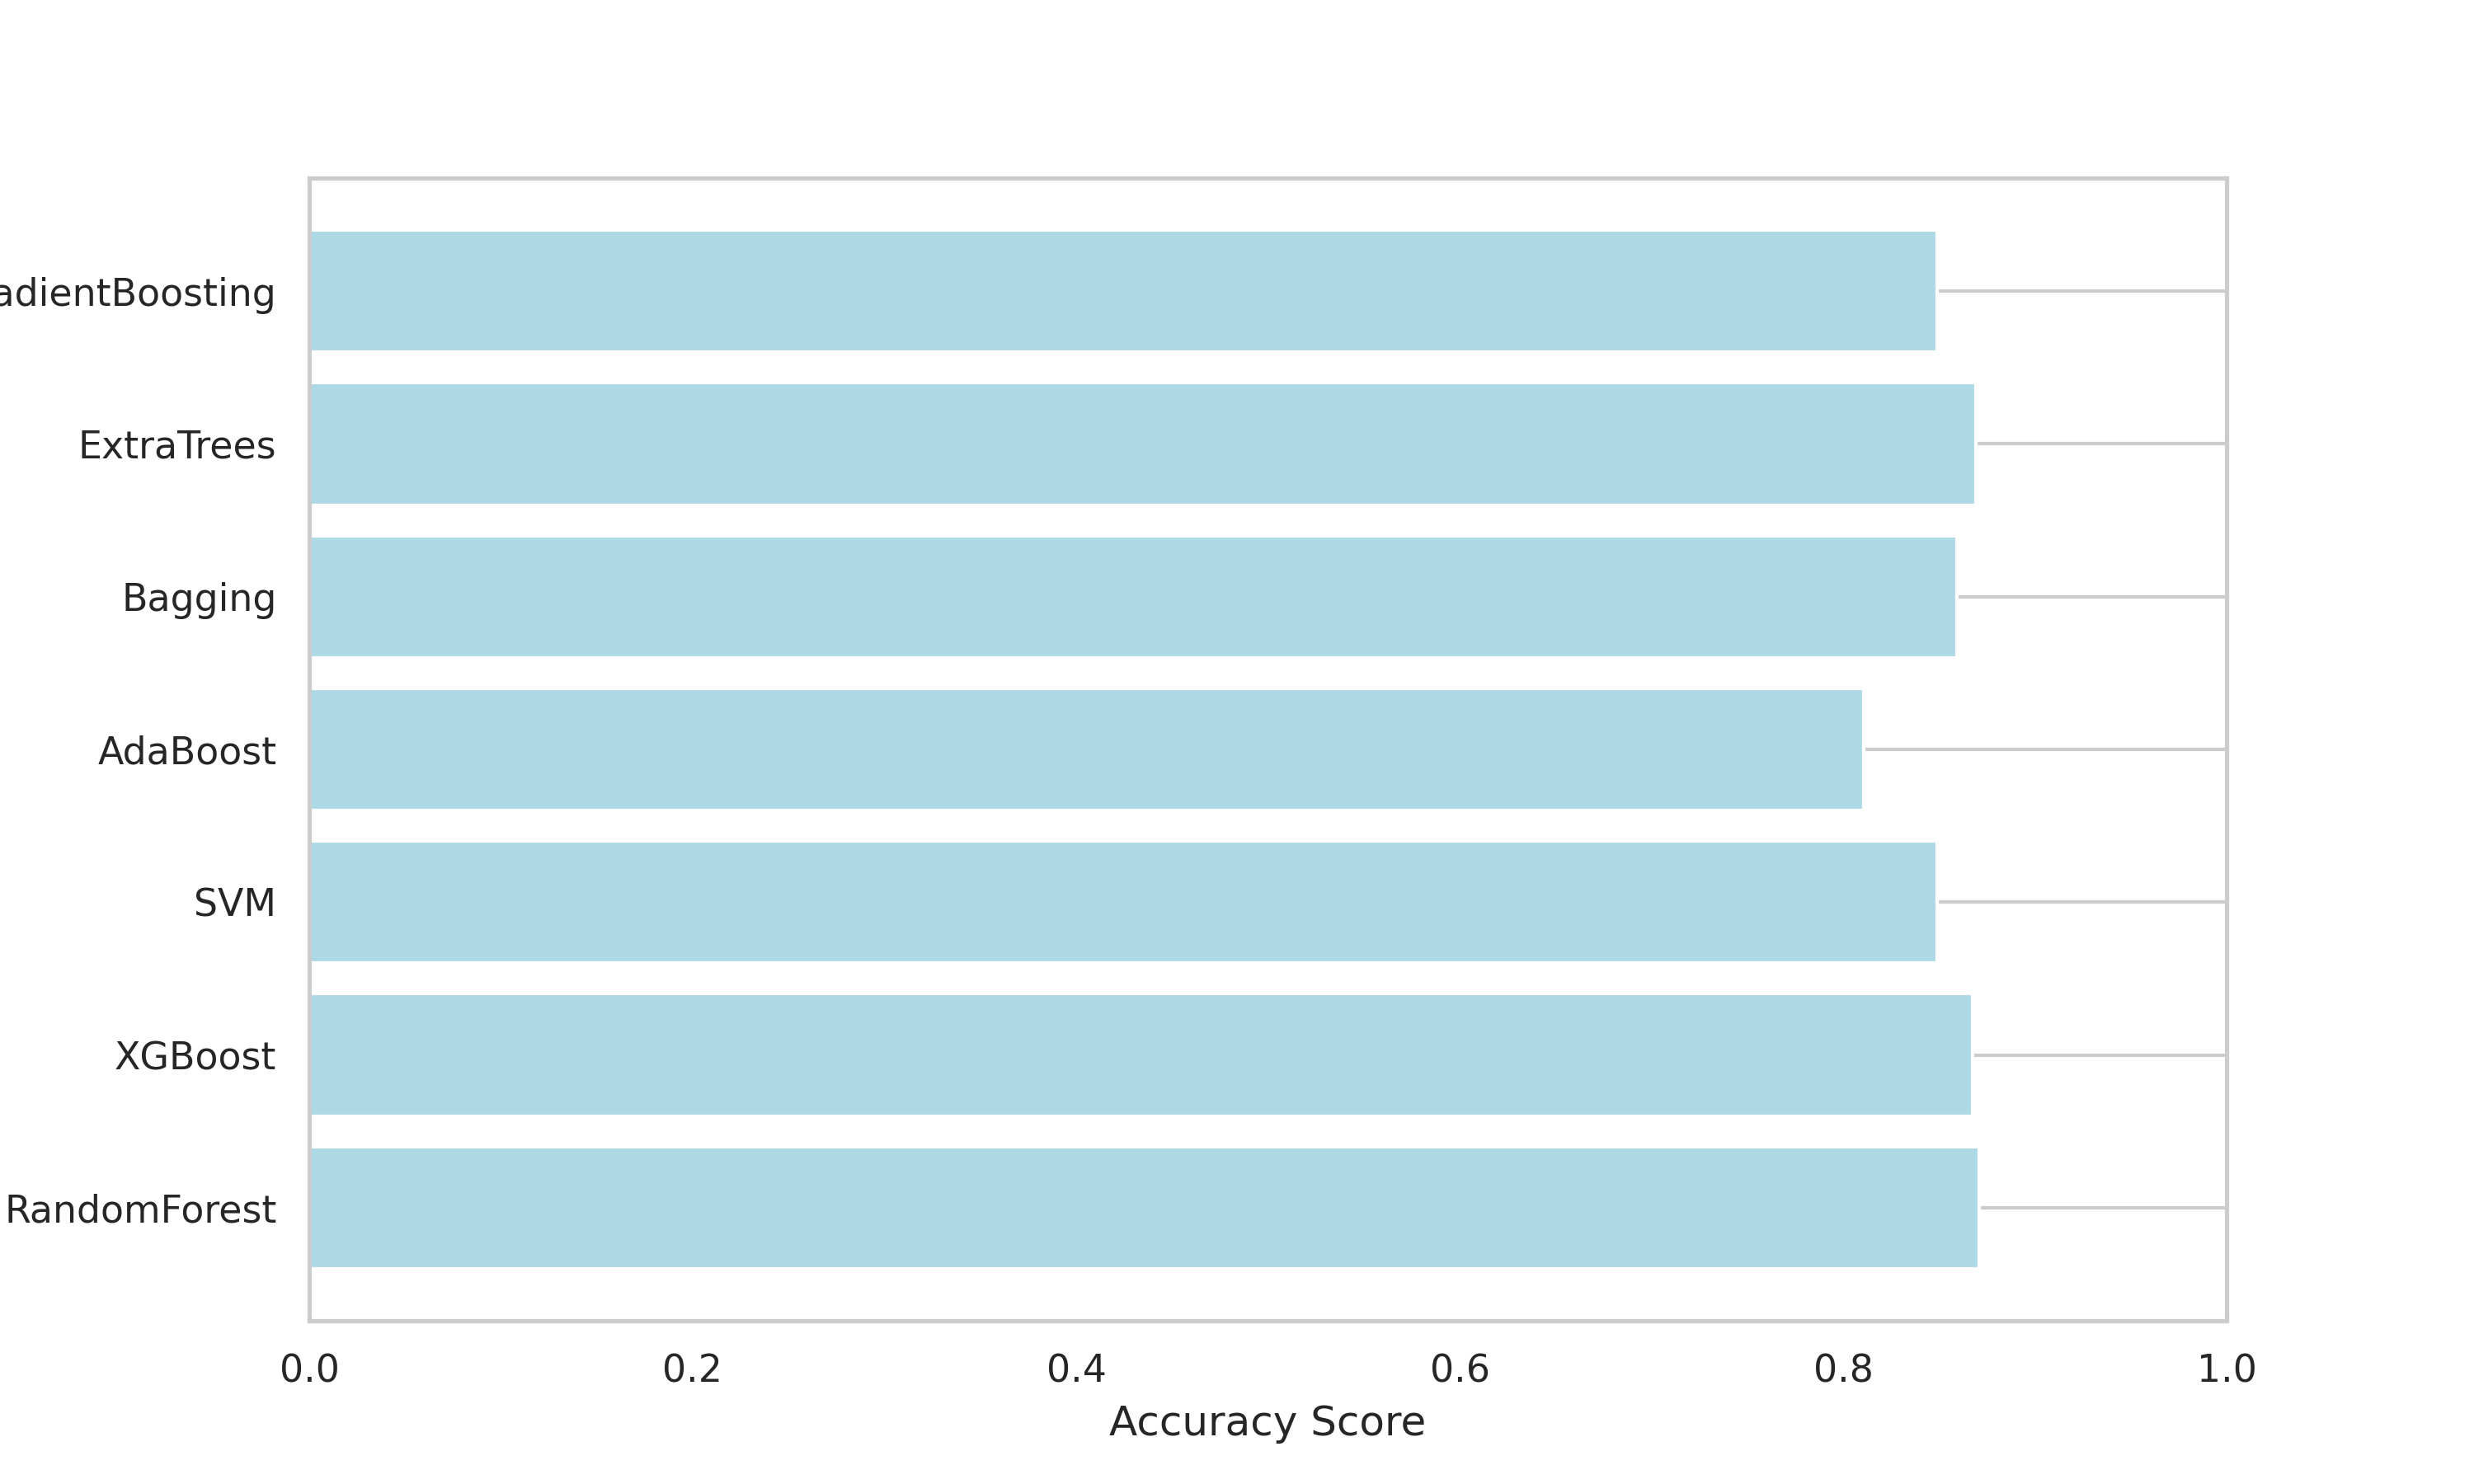 adientBoosting
ExtraTrees
Bagging
AdaBoost
SVM
XGBoost
RandomForest
0.0 0.2 0.4 0.6 0.8 1.0
Accuracy Score